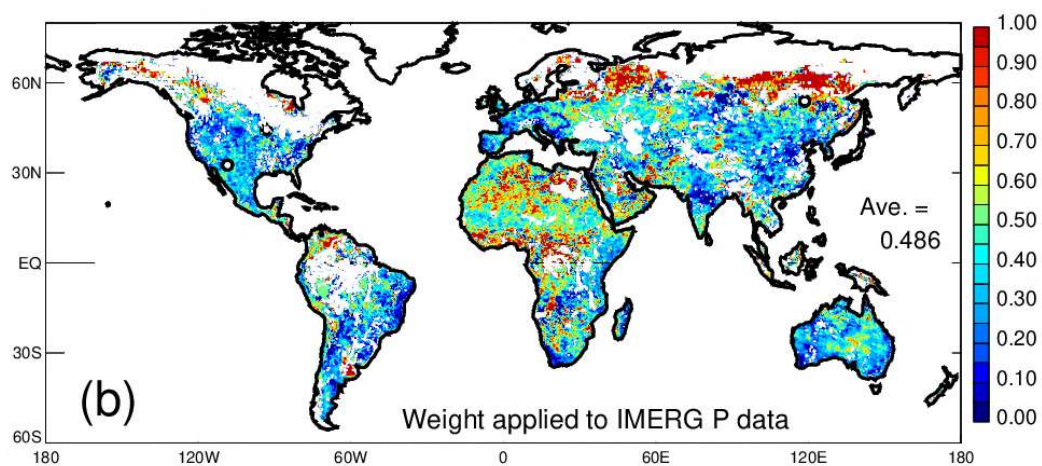 1.00
0.90
0.80
0.70
0.60
0.50
0.40
0.30
0.20
0.10
0.00
60N
30N
EQ
30S
60S
Ave. =
0.486
(b)
Weight applied to IMERG P data
180 120W 60W 0 60E 120E 180